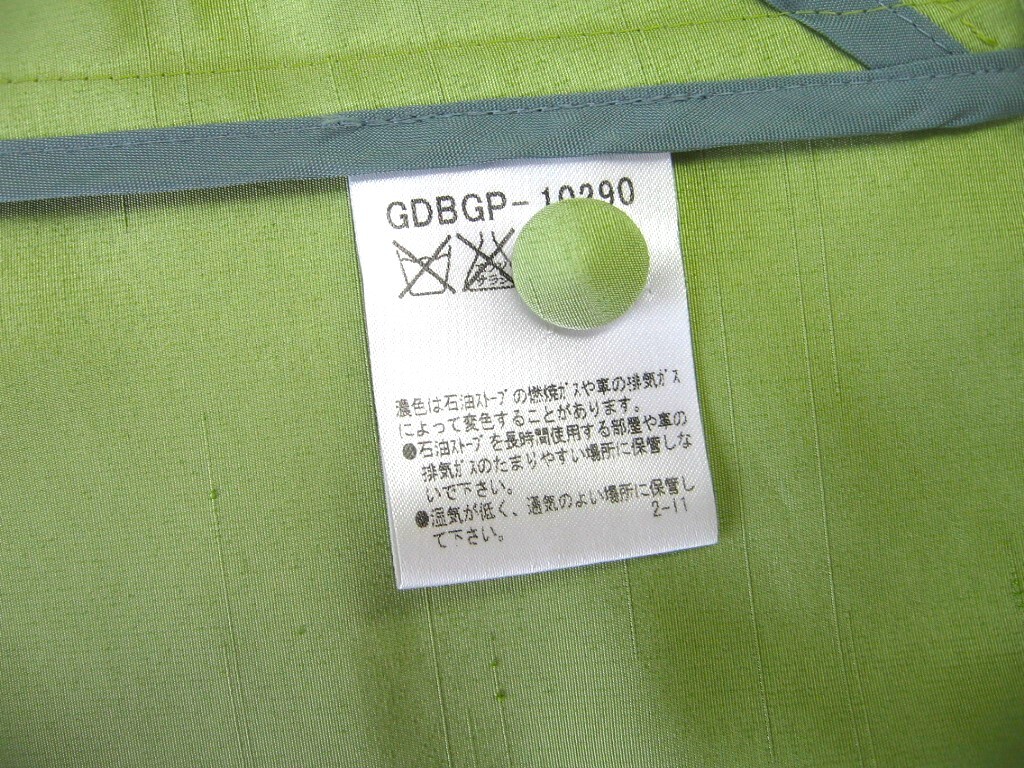 GDBGP-10290
濃色は石油ストーブの燃焼ガスや車の排気ガス
によって変色することがあります。
●石油ストーブを長時間使用する部屋や車の
排気ガスのたまりやすい場所に保管しな
いで下さい。
●湿気が低く、通気のよい場所に保管し
て下さい。
2-11